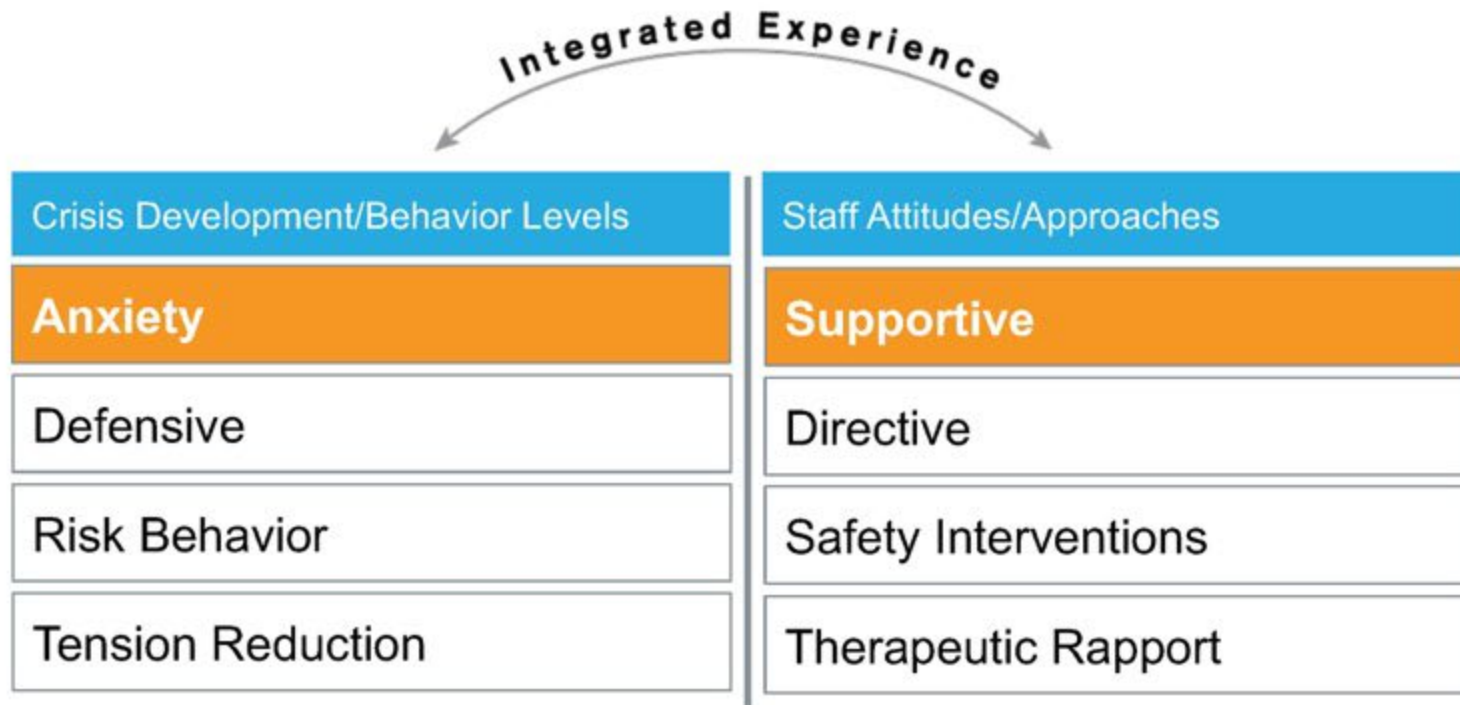 Integrated Experience
Crisis Development/Behavior Levels
Staff Attitudes/Approaches
Anxiety
Supportive
Defensive
Directive
Risk Behavior
Safety Interventions
Tension Reduction
Therapeutic Rapport